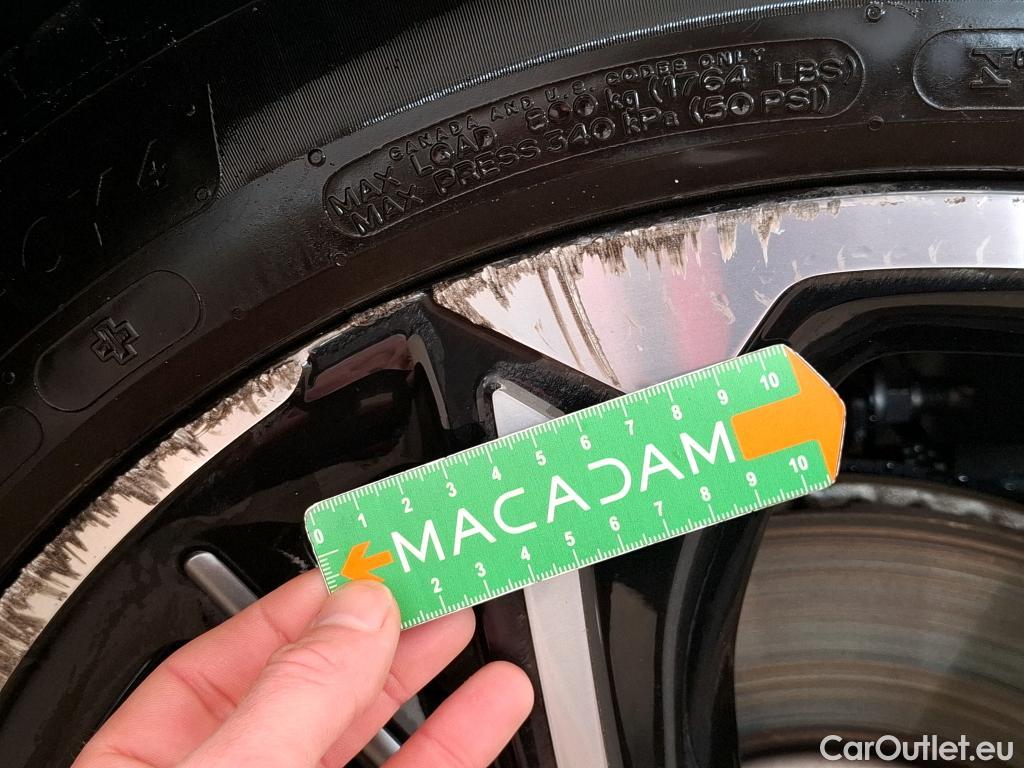 CANADA AND U.S. CODES ONLY
MAX LOAD 800 kg (1764 LBS)
MAX PRESS 340 kPa (50 PSI)
0 1 2 3 4 5 6 7 8 9 10
MACADAM
2 3 4 5 6 7 8 9 10
CarOutlet.eu